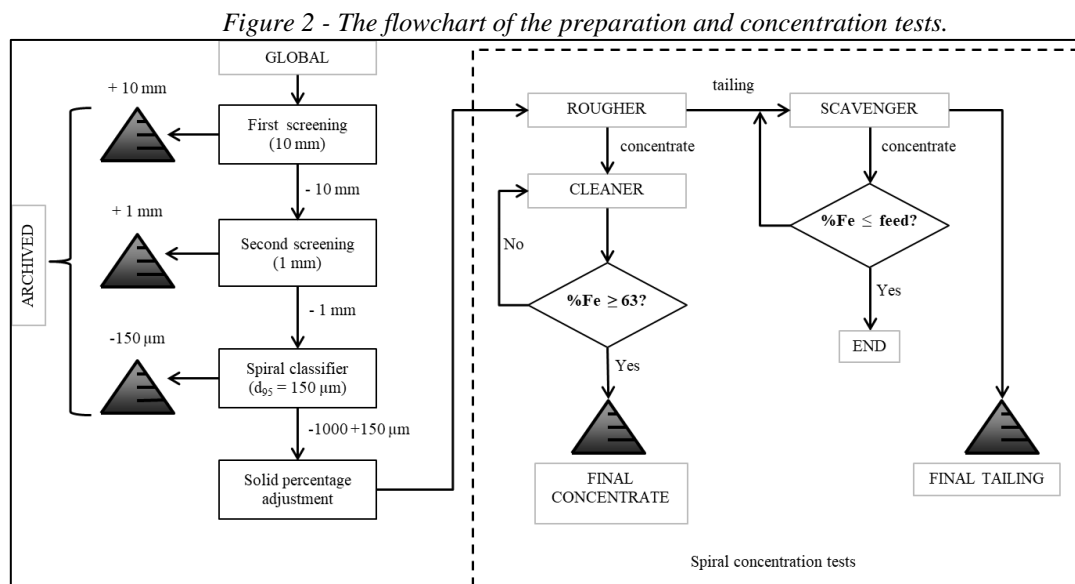 Figure 2 - The flowchart of the preparation and concentration tests.
GLOBAL
+ 10 mm
First screening
(10 mm)
- 10 mm
+ 1 mm
Second screening
(1 mm)
- 1 mm
-150 µm
Spiral classifier
(d₉₅ = 150 µm)
-1000 +150 µm
Solid percentage
adjustment
ARCHIVED
ROUGHER
tailing
SCAVENGER
concentrate
concentrate
CLEANER
No
%Fe ≥ 63?
Yes
FINAL
CONCENTRATE
%Fe ≤ feed?
Yes
END
FINAL TAILING
Spiral concentration tests